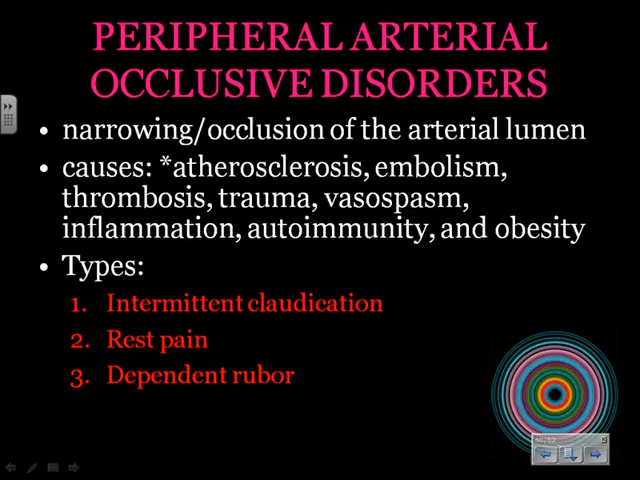 PERIPHERAL ARTERIAL
OCCLUSIVE DISORDERS
• narrowing/occlusion of the arterial lumen
• causes: *atherosclerosis, embolism,
thrombosis, trauma, vasospasm,
inflammation, autoimmunity, and obesity
• Types:
1. Intermittent claudication
2. Rest pain
3. Dependent rubor